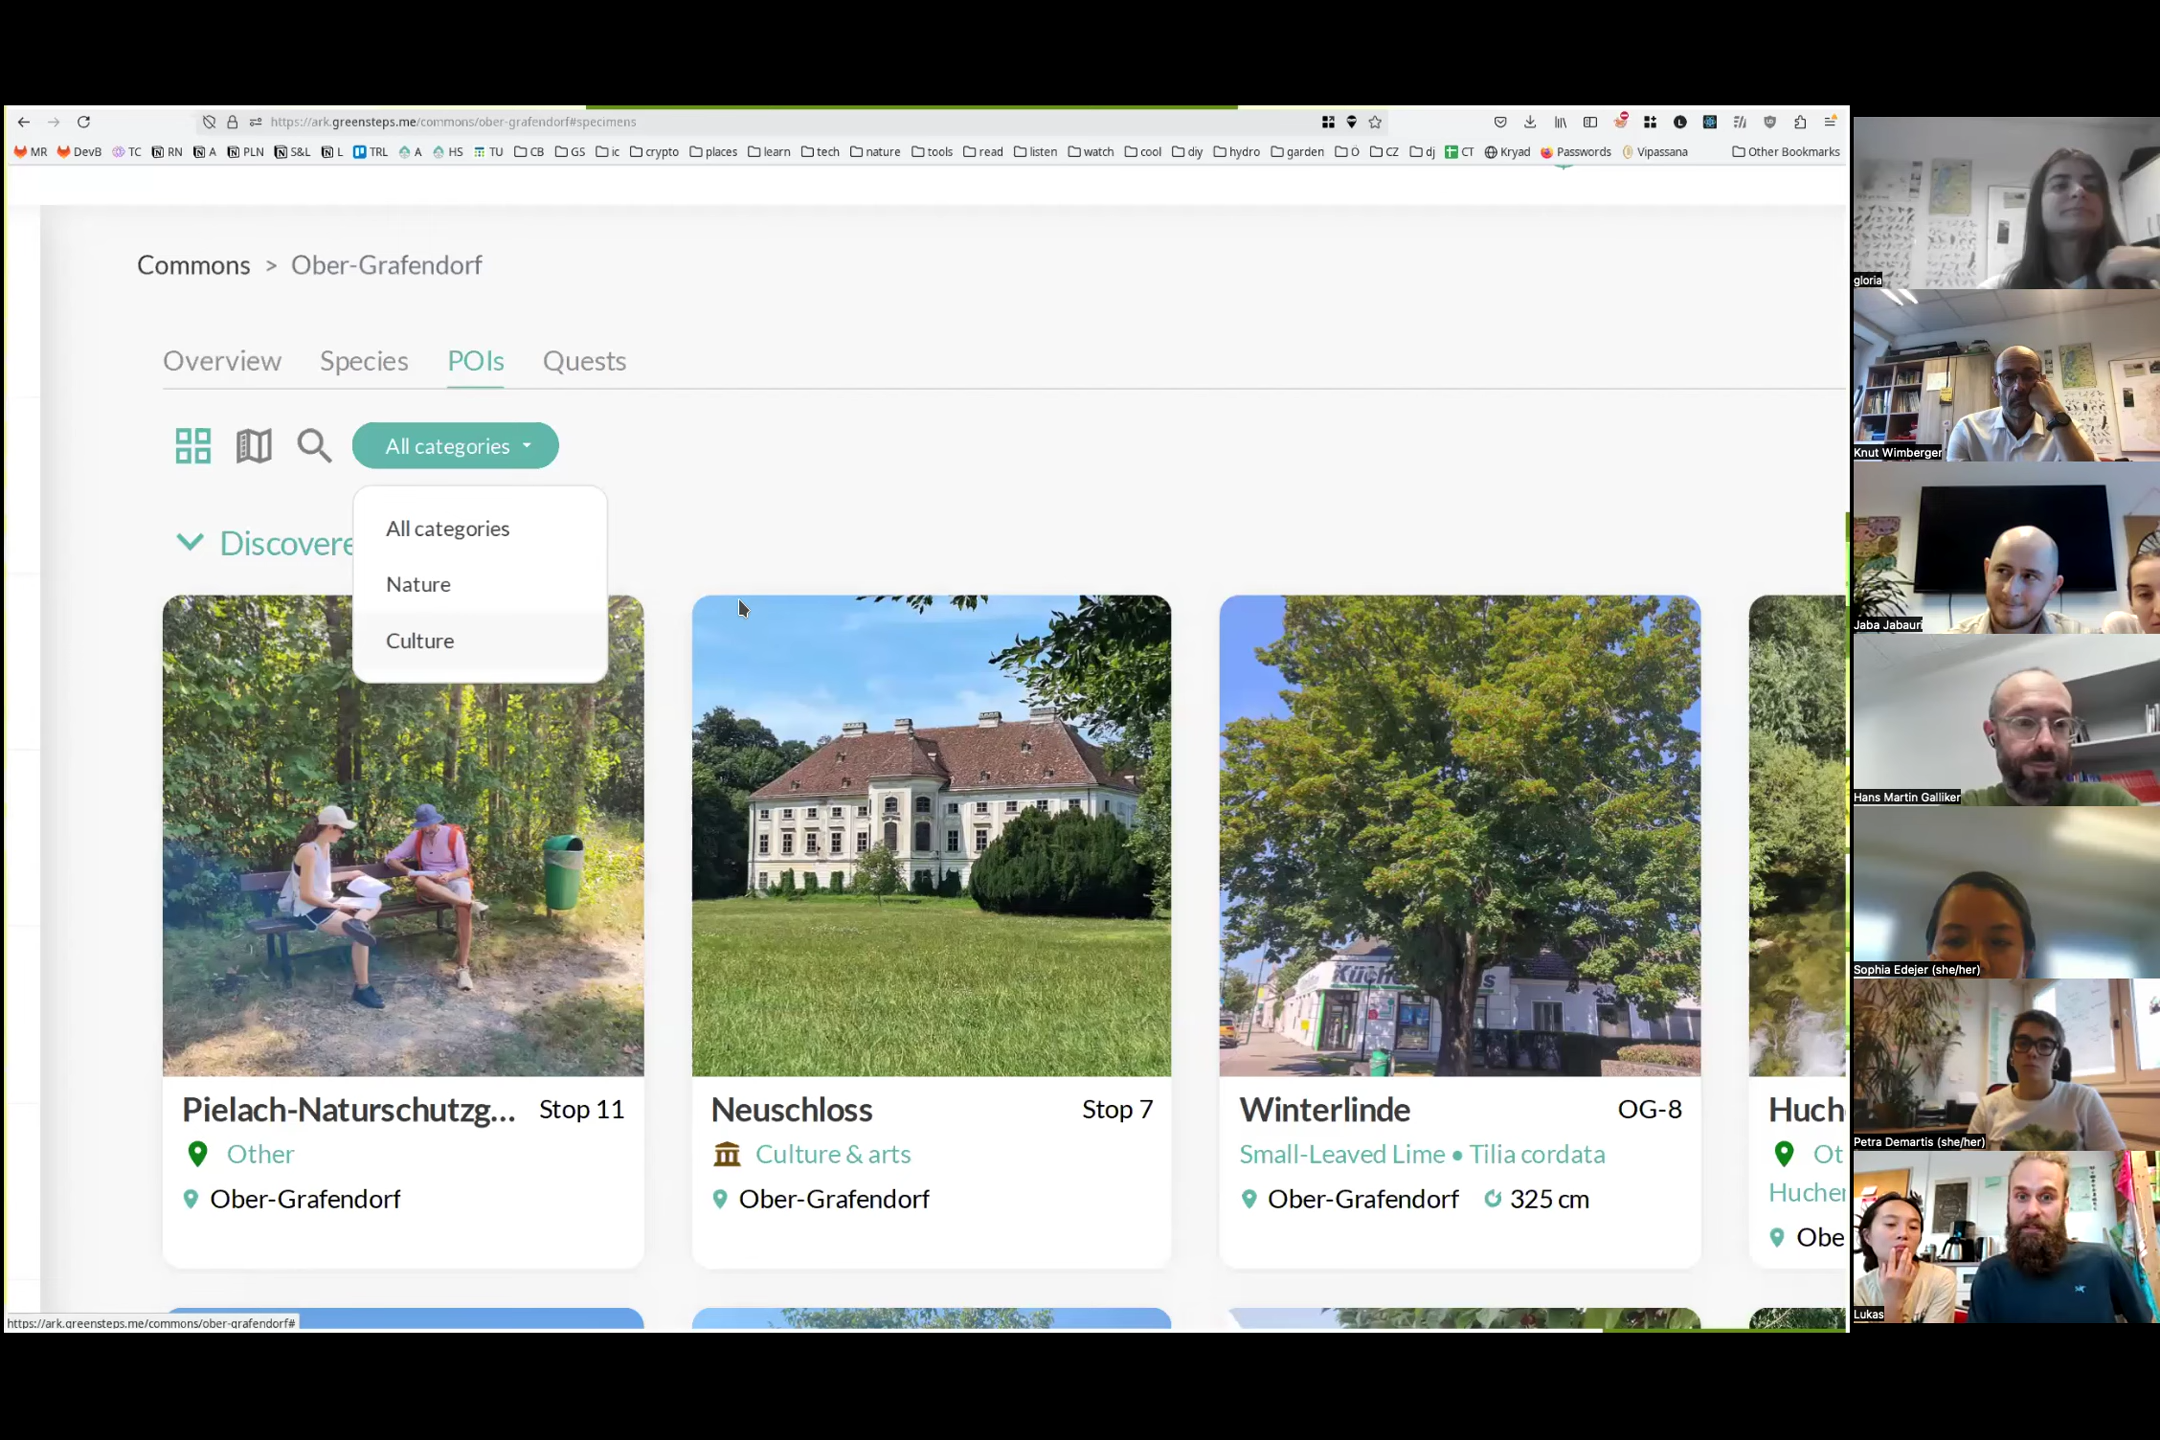 https://ark.greensteps.me/commons/ober-grafendorf#specimens
MR DevB TC RN A PLN S&L L TRL A HS TU CB GS ic crypto places learn tech nature tools read listen watch cool diy hydro garden Ö CZ dj CT Kryad Passwords Vipassana Other Bookmarks
Commons > Ober-Grafendorf
Overview Species POIs Quests
All categories
All categories
Nature
Culture
Discovere
Küche
Pielach-Naturschutzg... Stop 11
Other
Ober-Grafendorf
Neuschloss Stop 7
Culture & arts
Ober-Grafendorf
Winterlinde OG-8
Small-Leaved Lime • Tilia cordata
Ober-Grafendorf 325 cm
Huch
Ot
Hucher
Obe
https://ark.greensteps.me/commons/ober-grafendorf#
gloria
Knut Wimberger
Jaba Jabauri
Hans Martin Galliker
Sophia Edejer (she/her)
Petra Demartis (she/her)
Lukas